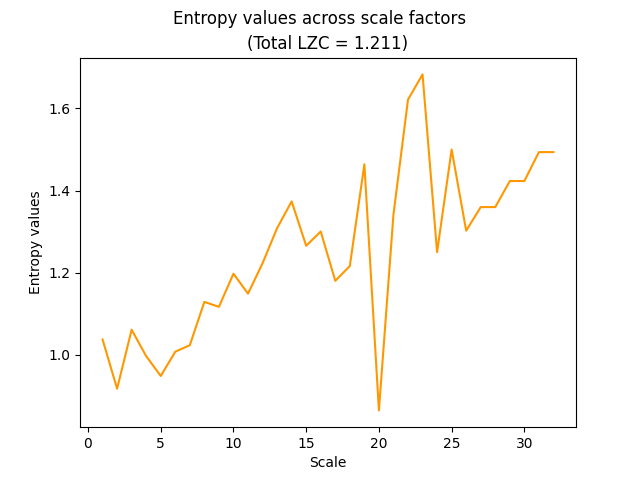 Entropy values across scale factors
(Total LZC = 1.211)
1.6
1.4
1.2
1.0
Entropy values
0 5 10 15 20 25 30
Scale